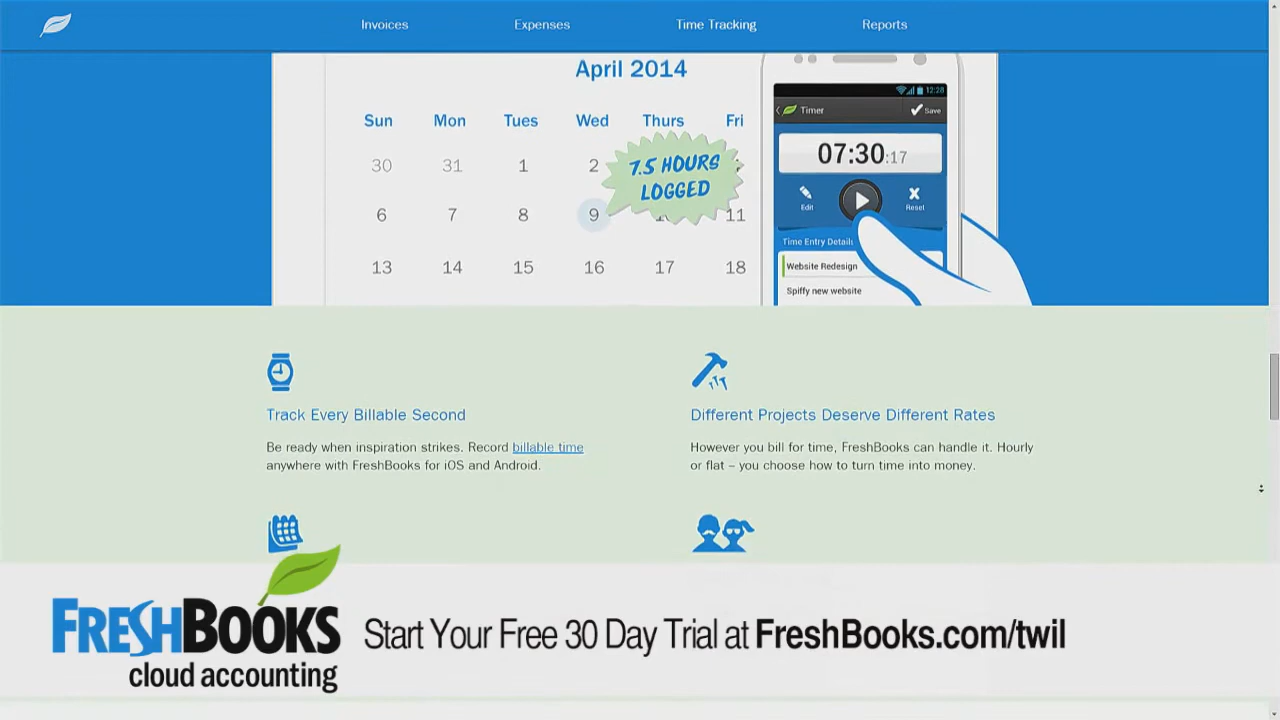 Invoices Expenses Time Tracking Reports
April 2014
Sun Mon Tues Wed Thurs Fri
30 31 1 2
7.5 HOURS
LOGGED
6 7 8 9 11
13 14 15 16 17 18
12:28
Timer Save
07:30:17
Edit Reset
Time Entry Details
Website Redesign
Spiffy new website
Track Every Billable Second
Be ready when inspiration strikes. Record billable time
anywhere with FreshBooks for iOS and Android.
Different Projects Deserve Different Rates
However you bill for time, FreshBooks can handle it. Hourly
or flat – you choose how to turn time into money.
FRESHBOOKS
cloud accounting
Start Your Free 30 Day Trial at FreshBooks.com/twil